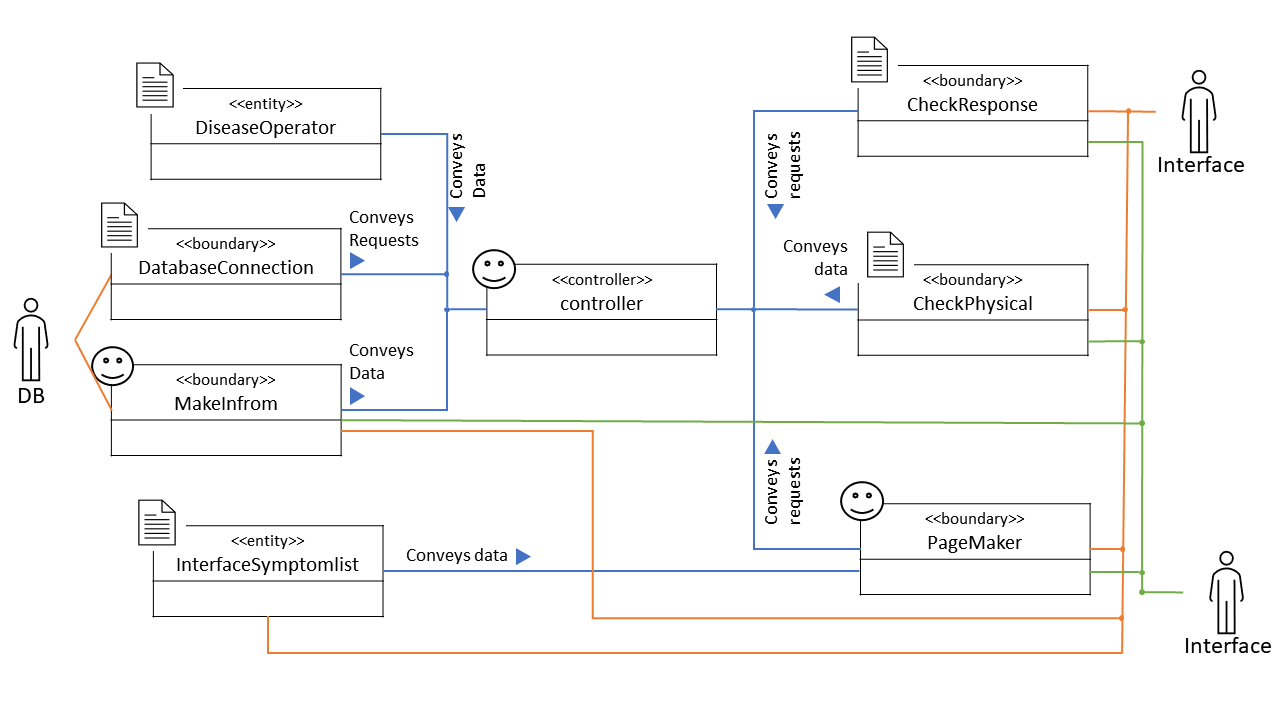 <<entity>>
DiseaseOperator
Conveys
Data
<<boundary>>
CheckResponse
Interface
Conveys
requests
<<boundary>>
DatabaseConnection
Conveys
Requests
<<controller>>
controller
Conveys
data
<<boundary>>
CheckPhysical
DB
<<boundary>>
MakeInfrom
Conveys
Data
Conveys
requests
<<entity>>
InterfaceSymptomlist
Conveys data
<<boundary>>
PageMaker
Interface